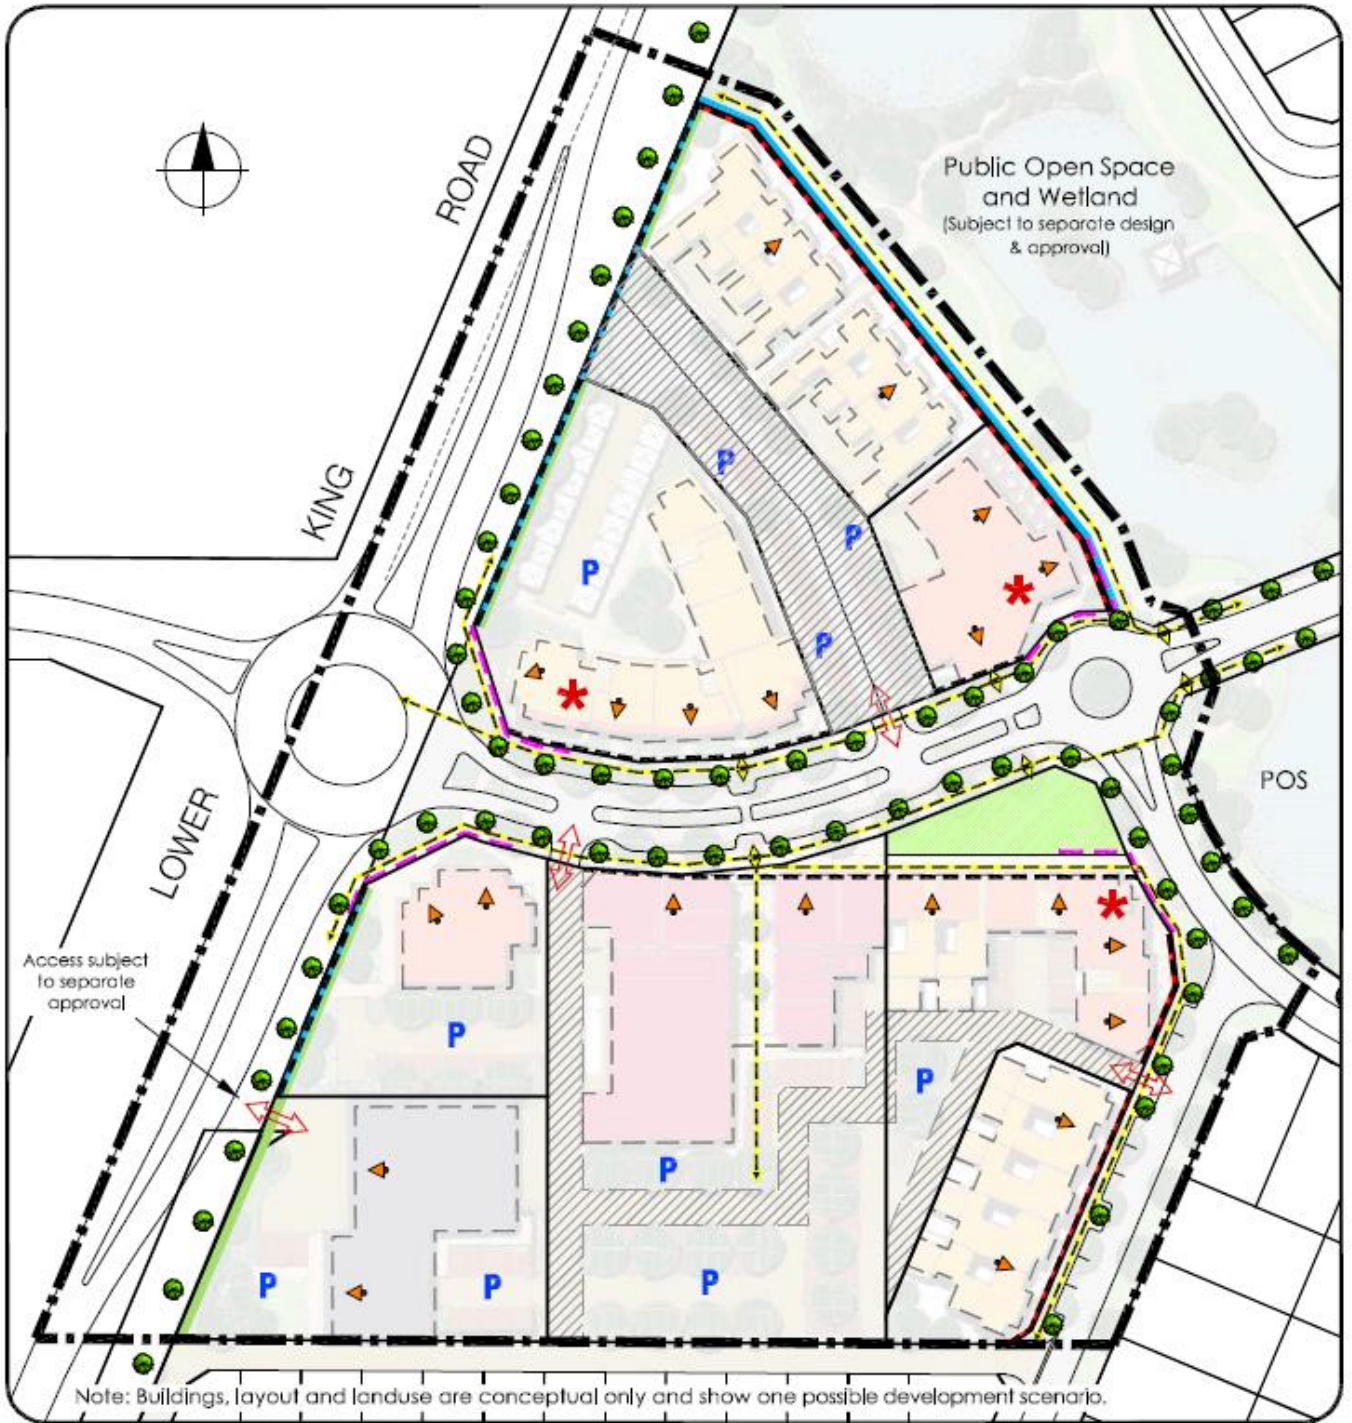 Public Open Space
and Wetland
(Subject to separate design
& approval)
ROAD
KING
LOWER
P
P
P
P
POS
Access subject
to separate
approval
P
P
P
P
P
P
Note: Buildings, layout and landuse are conceptual only and show one possible development scenario.